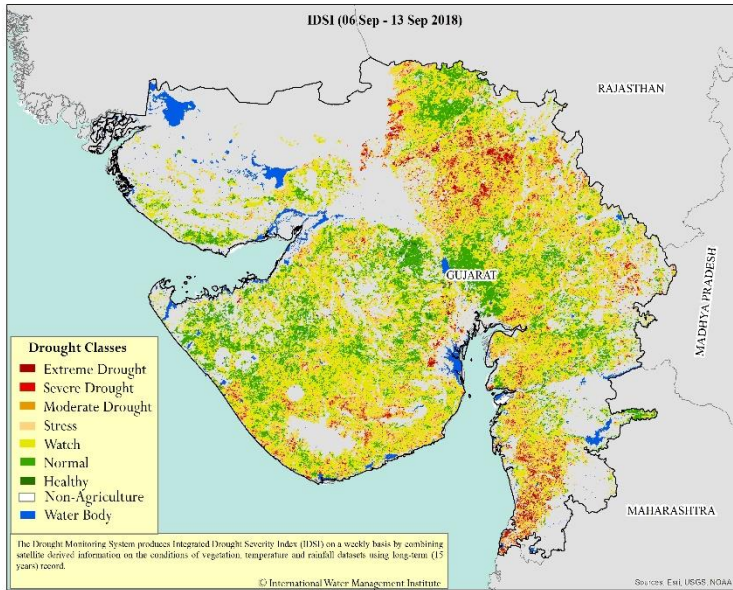 IDSI (06 Sep - 13 Sep 2018)
RAJASTHAN
GUJARAT
MADHYA PRADESH
MAHARASHTRA
Drought Classes
Extreme Drought
Severe Drought
Moderate Drought
Stress
Watch
Normal
Healthy
Non-Agriculture
Water Body
The Drought Monitoring System produces Integrated Drought Severity Index (IDSI) on a weekly basis by combining
satellite derived information on the conditions of vegetation, temperature and rainfall datasets using long-term (15
years) record.
© International Water Management Institute
Sources: Esri, USGS, NOAA